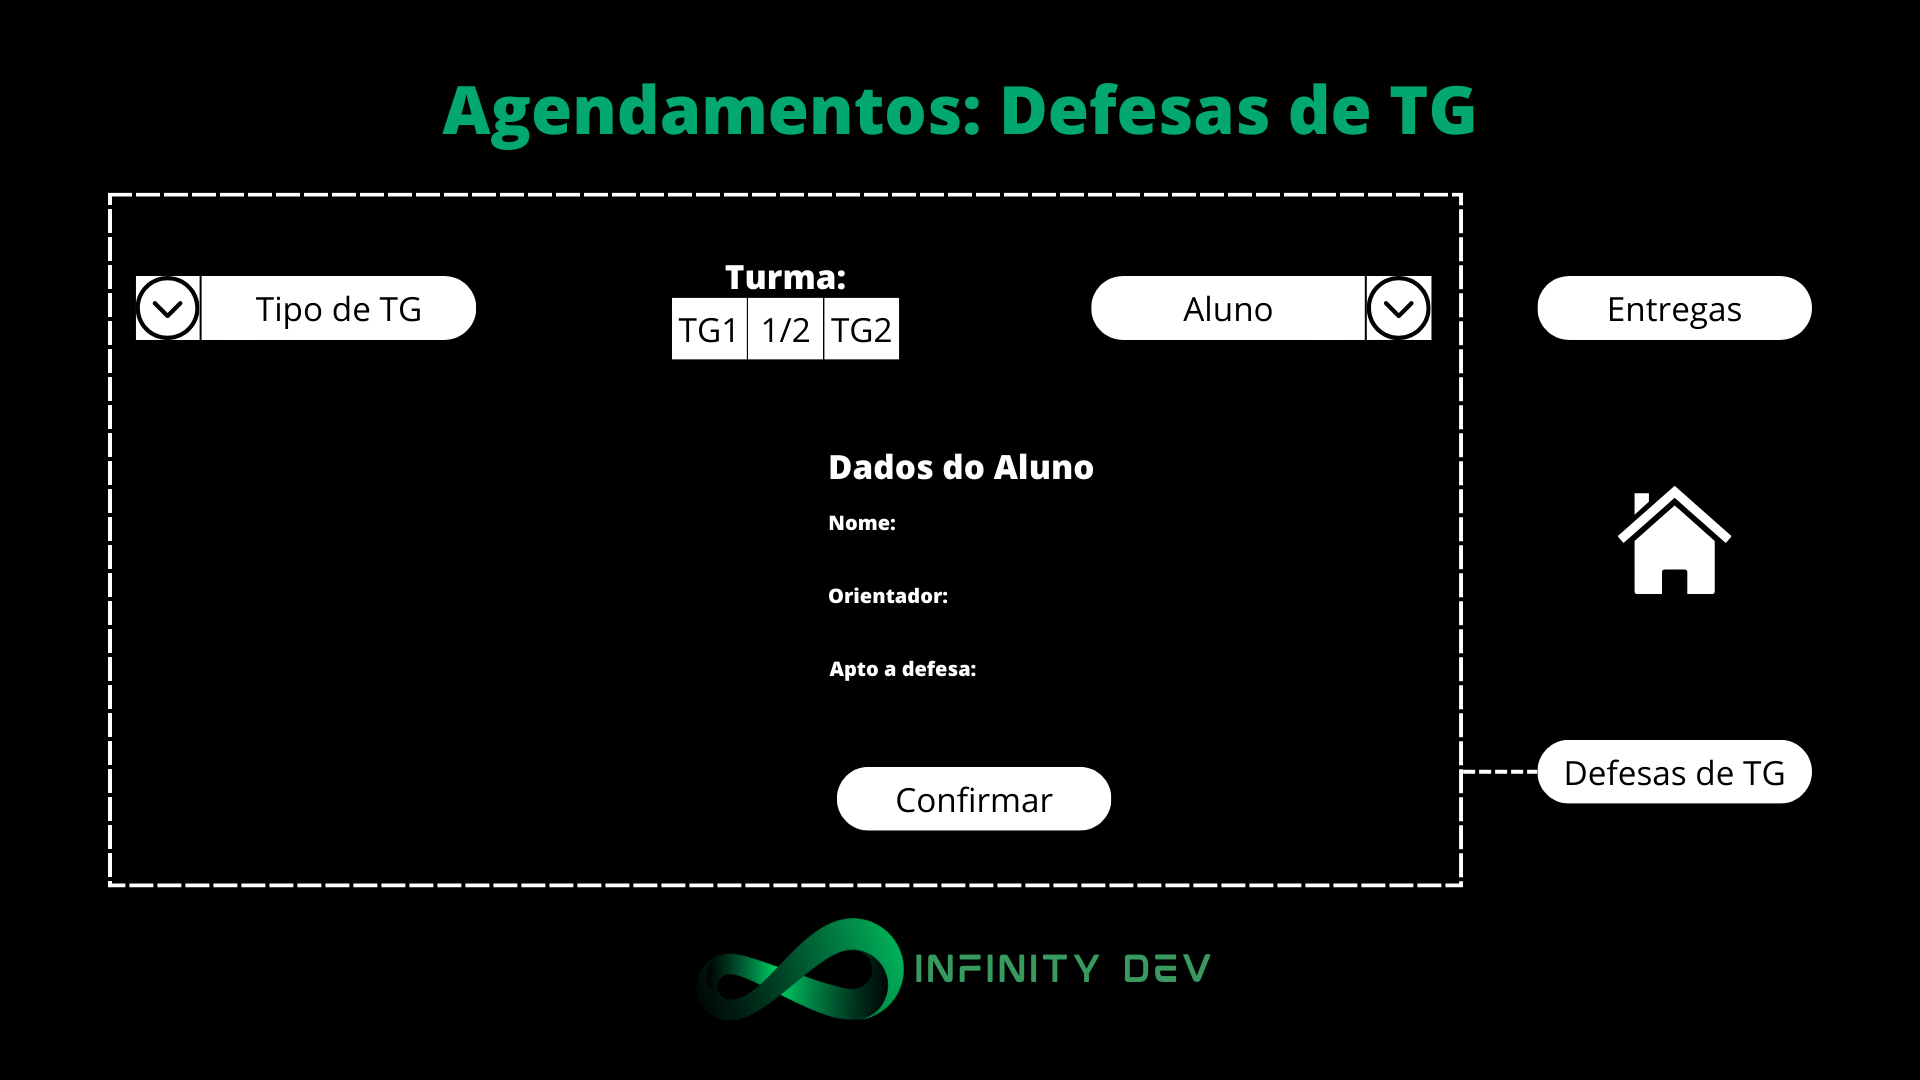 Agendamentos: Defesas de TG
Tipo de TG
Turma:
TG1 1/2 TG2
Aluno
Entregas
Dados do Aluno
Nome:
Orientador:
Apto a defesa:
Confirmar
Defesas de TG
INFINITY DEV